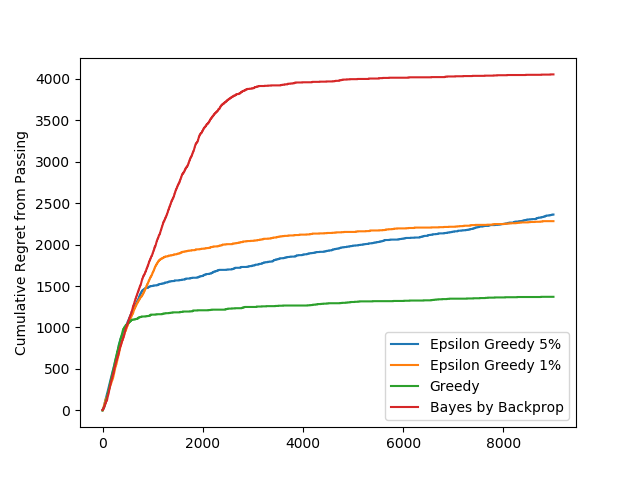 Cumulative Regret from Passing
4000
3500
3000
2500
2000
1500
1000
500
0
0 2000 4000 6000 8000
Epsilon Greedy 5%
Epsilon Greedy 1%
Greedy
Bayes by Backprop